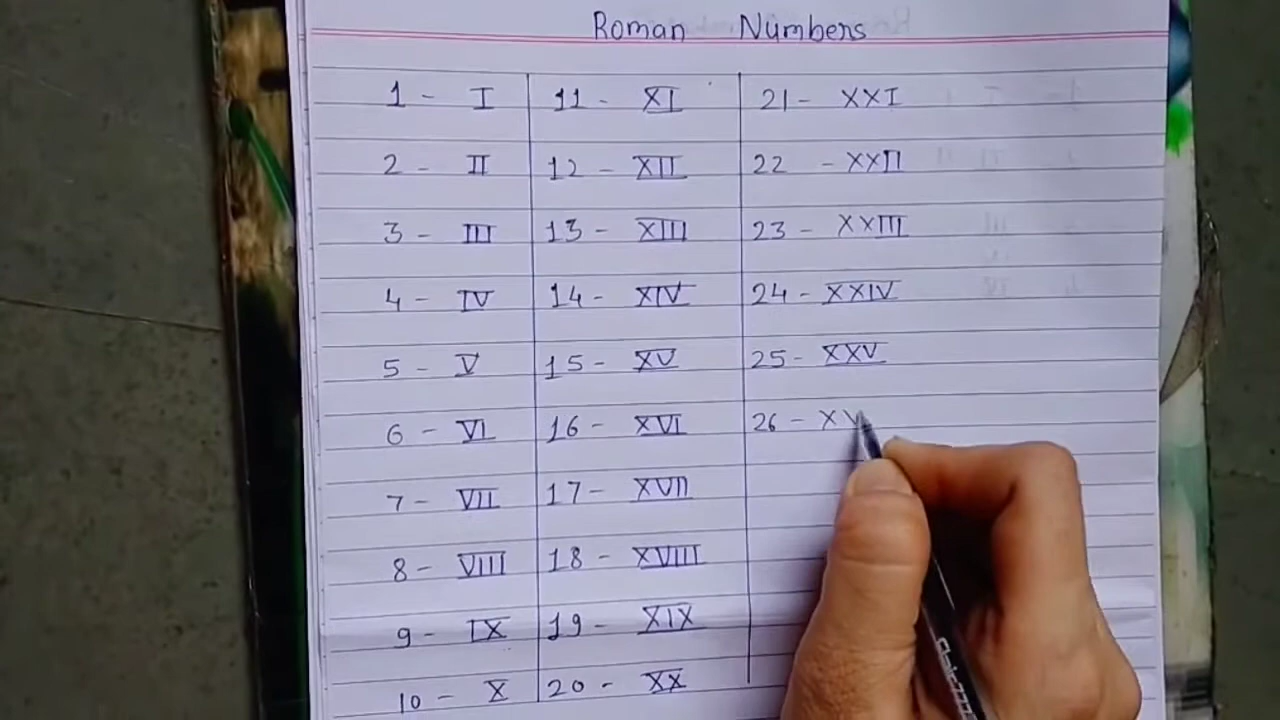 Roman Numbers
1 - I
2 - II
3 - III
4 - IV
5 - V
6 - VI
7 - VII
8 - VIII
9 - IX
10 - X
11 - XI
12 - XII
13 - XIII
14 - XIV
15 - XV
16 - XVI
17 - XVII
18 - XVIII
19 - XIX
20 - XX
21 - XXI
22 - XXII
23 - XXIII
24 - XXIV
25 - XXV
26 - X